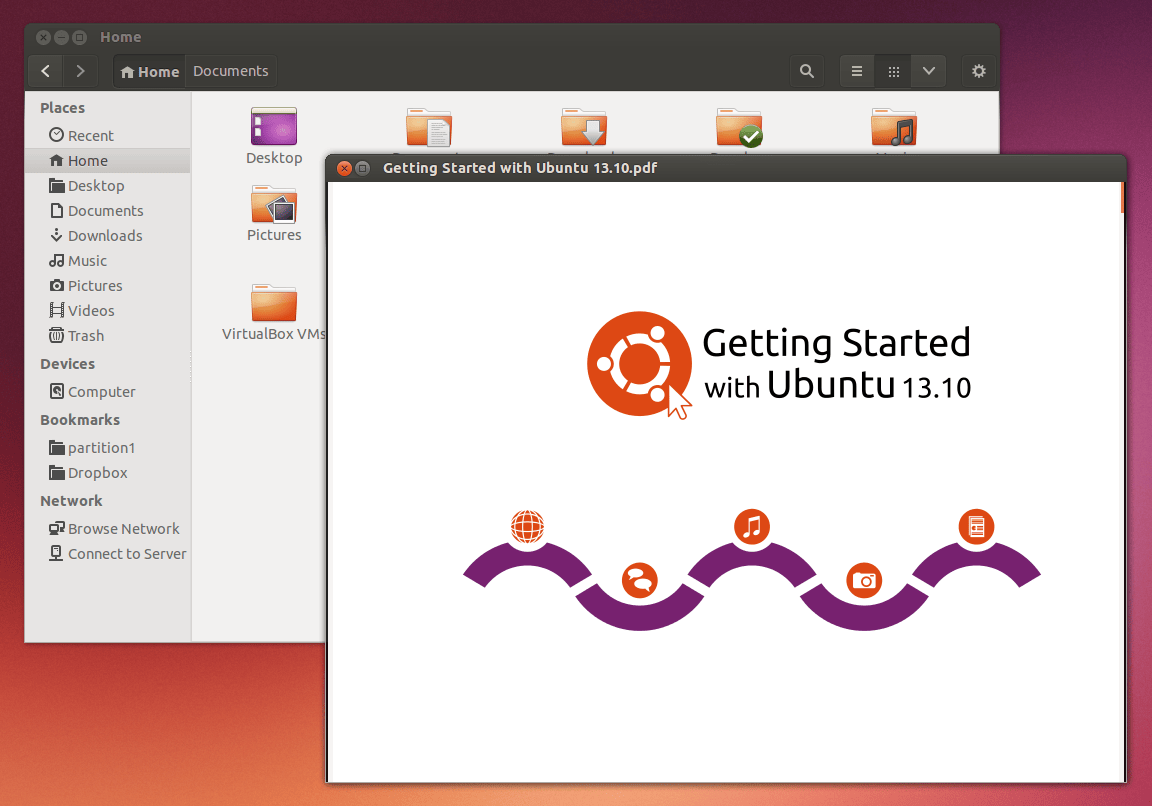 Home
Home Documents
Places
Recent
Home
Desktop
Documents
Downloads
Music
Pictures
Videos
Trash
Devices
Computer
Bookmarks
partition1
Dropbox
Network
Browse Network
Connect to Server
Desktop
Pictures
VirtualBox VMs
Getting Started with Ubuntu 13.10.pdf
Getting Started
with Ubuntu 13.10